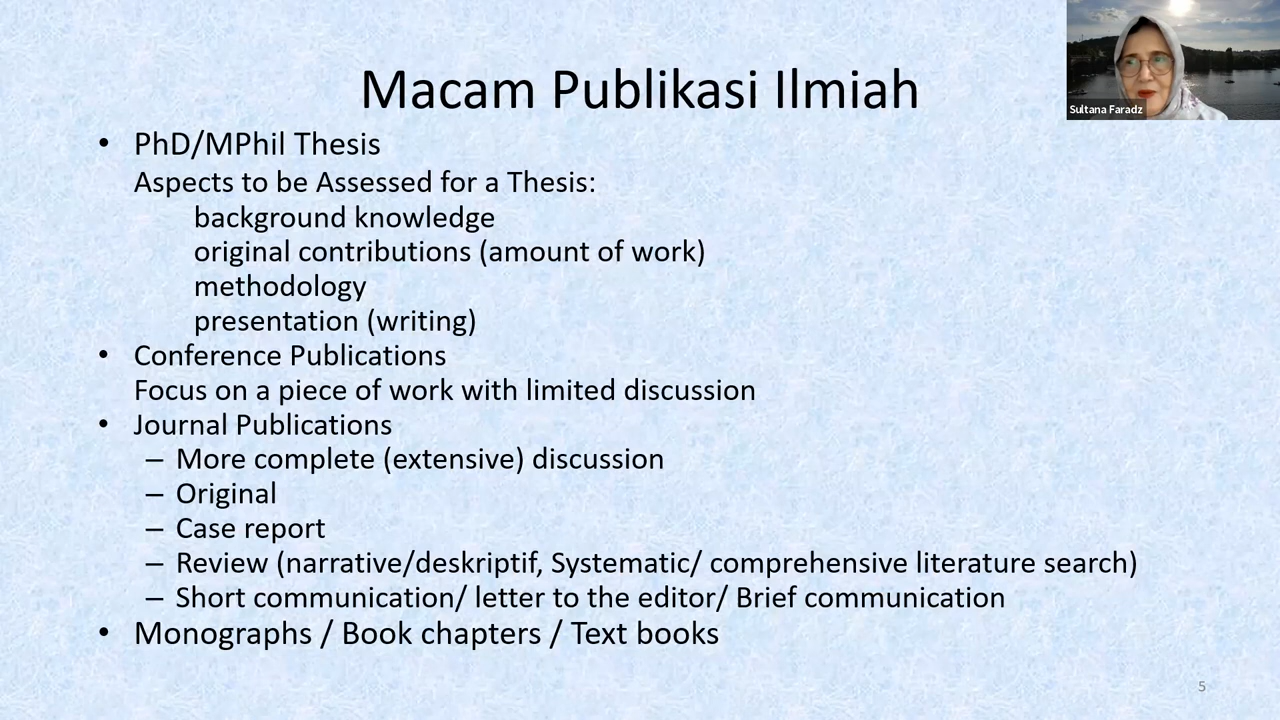 Macam Publikasi Ilmiah
Sultana Faradz
• PhD/MPhil Thesis
Aspects to be Assessed for a Thesis:
background knowledge
original contributions (amount of work)
methodology
presentation (writing)
• Conference Publications
Focus on a piece of work with limited discussion
• Journal Publications
– More complete (extensive) discussion
– Original
– Case report
– Review (narrative/deskriptif, Systematic/ comprehensive literature search)
– Short communication/ letter to the editor/ Brief communication
• Monographs / Book chapters / Text books
5